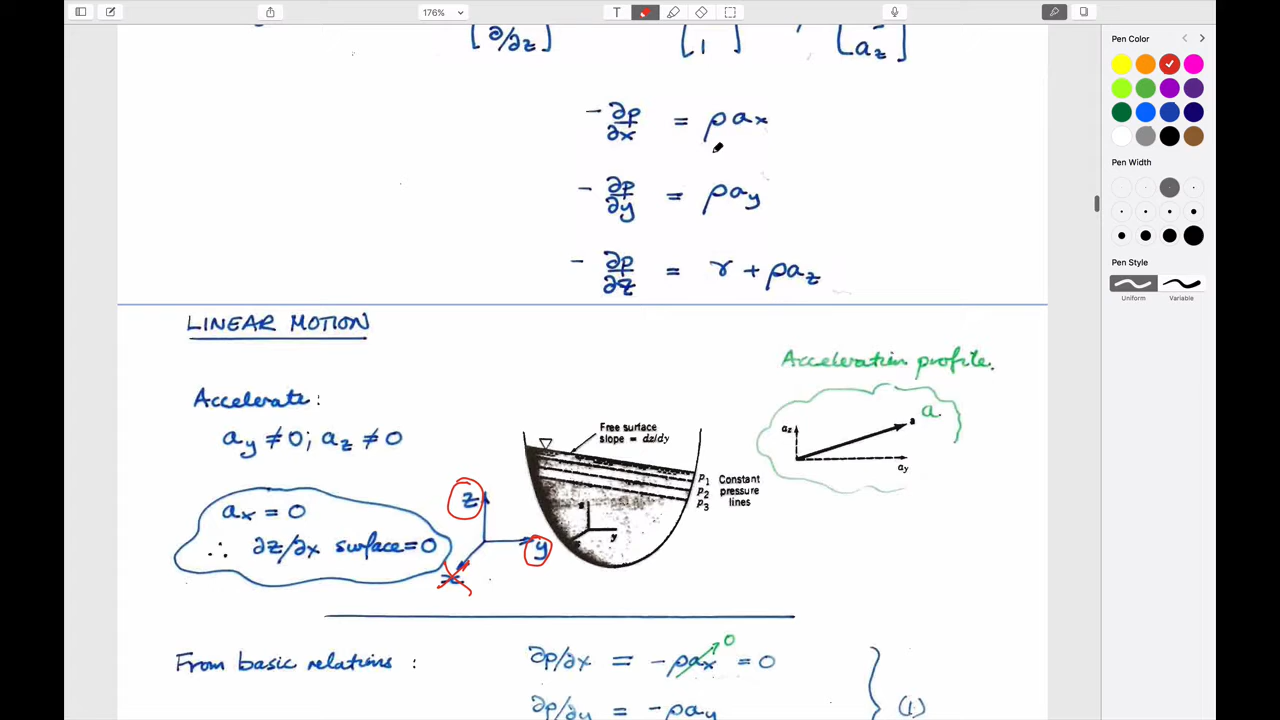 176%
T
Pen Color
Pen Width
Pen Style
Uniform
Variable
[∂/∂z] [1] , [a_z]
-∂p/∂x = ρa_x
-∂p/∂y = ρa_y
-∂p/∂z = γ + ρa_z
LINEAR MOTION
Acceleration profile.
Accelerate:
a_y ≠ 0; a_z ≠ 0
a_x = 0
∴ ∂z/∂x surface = 0
z
y
x
Free surface
slope = dz/dy
p1 Constant
p2 pressure
p3 lines
z
y
a_z
a
a.
a_y
From basic relations :
∂p/∂x = -ρa_x = 0
0
∂p/∂y = -ρa_y
(1)